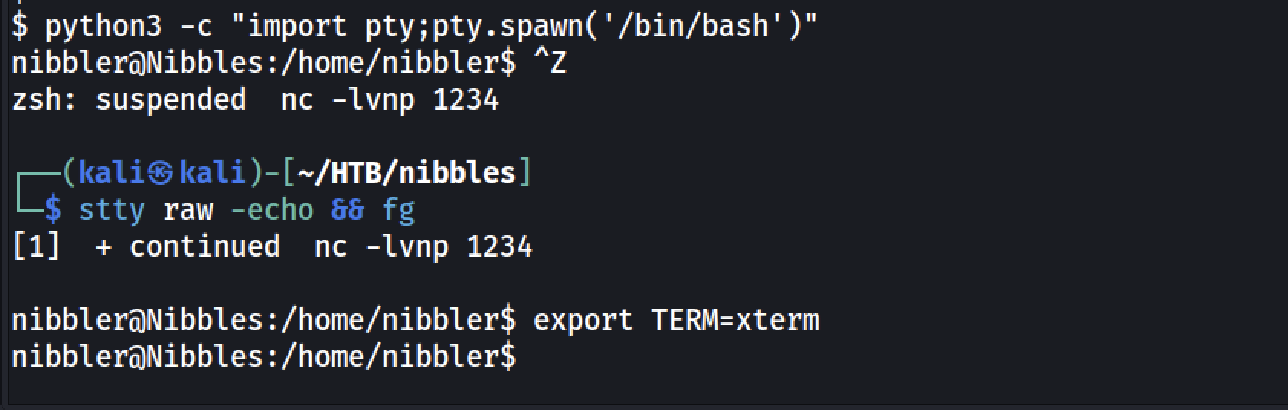 $ python3 -c "import pty;pty.spawn('/bin/bash')"
nibbler@Nibbles:/home/nibbler$ ^Z
zsh: suspended  nc -lvnp 1234
┌──(kali㉿kali)-[~/HTB/nibbles]
└─$ stty raw -echo && fg
[1]  + continued  nc -lvnp 1234
nibbler@Nibbles:/home/nibbler$ export TERM=xterm
nibbler@Nibbles:/home/nibbler$